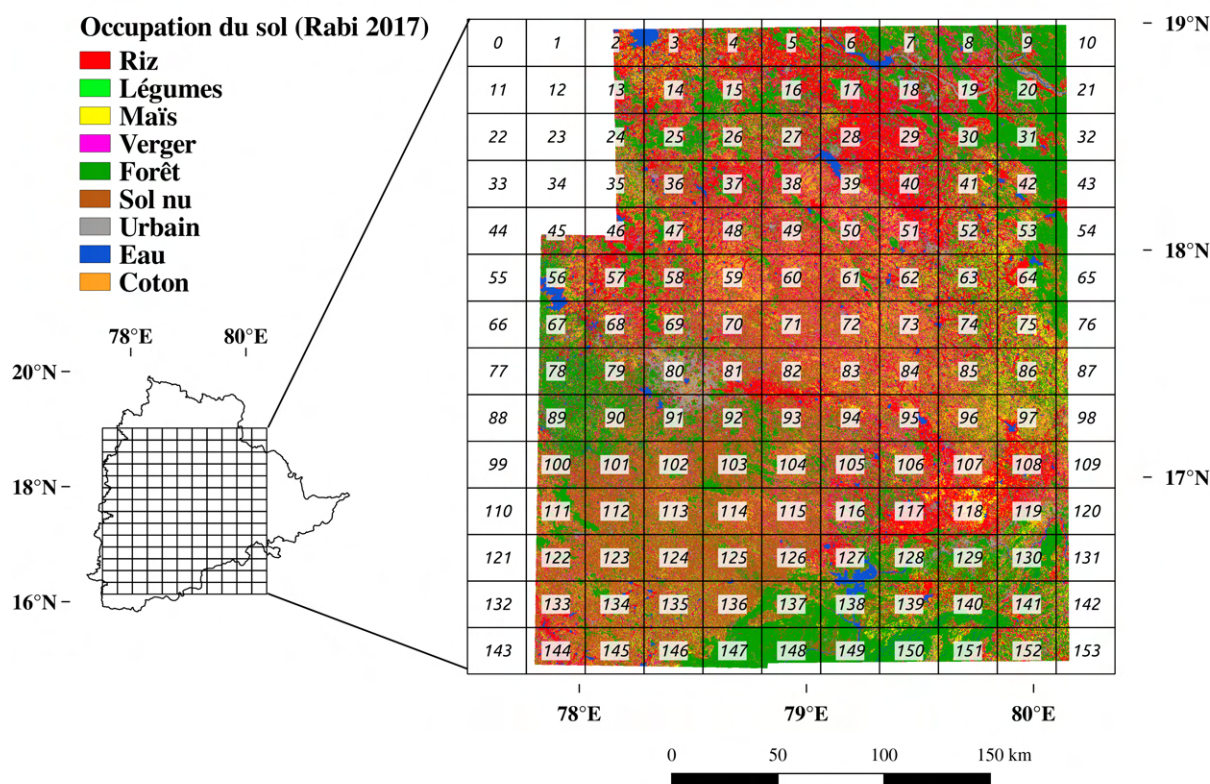 Occupation du sol (Rabi 2017)
Riz
Légumes
Maïs
Verger
Forêt
Sol nu
Urbain
Eau
Coton
78°E 80°E
20°N
18°N
16°N
0 1 2 3 4 5 6 7 8 9 10
11 12 13 14 15 16 17 18 19 20 21
22 23 24 25 26 27 28 29 30 31 32
33 34 35 36 37 38 39 40 41 42 43
44 45 46 47 48 49 50 51 52 53 54
55 56 57 58 59 60 61 62 63 64 65
66 67 68 69 70 71 72 73 74 75 76
77 78 79 80 81 82 83 84 85 86 87
88 89 90 91 92 93 94 95 96 97 98
99 100 101 102 103 104 105 106 107 108 109
110 111 112 113 114 115 116 117 118 119 120
121 122 123 124 125 126 127 128 129 130 131
132 133 134 135 136 137 138 139 140 141 142
143 144 145 146 147 148 149 150 151 152 153
19°N
18°N
17°N
78°E 79°E 80°E
0 50 100 150 km